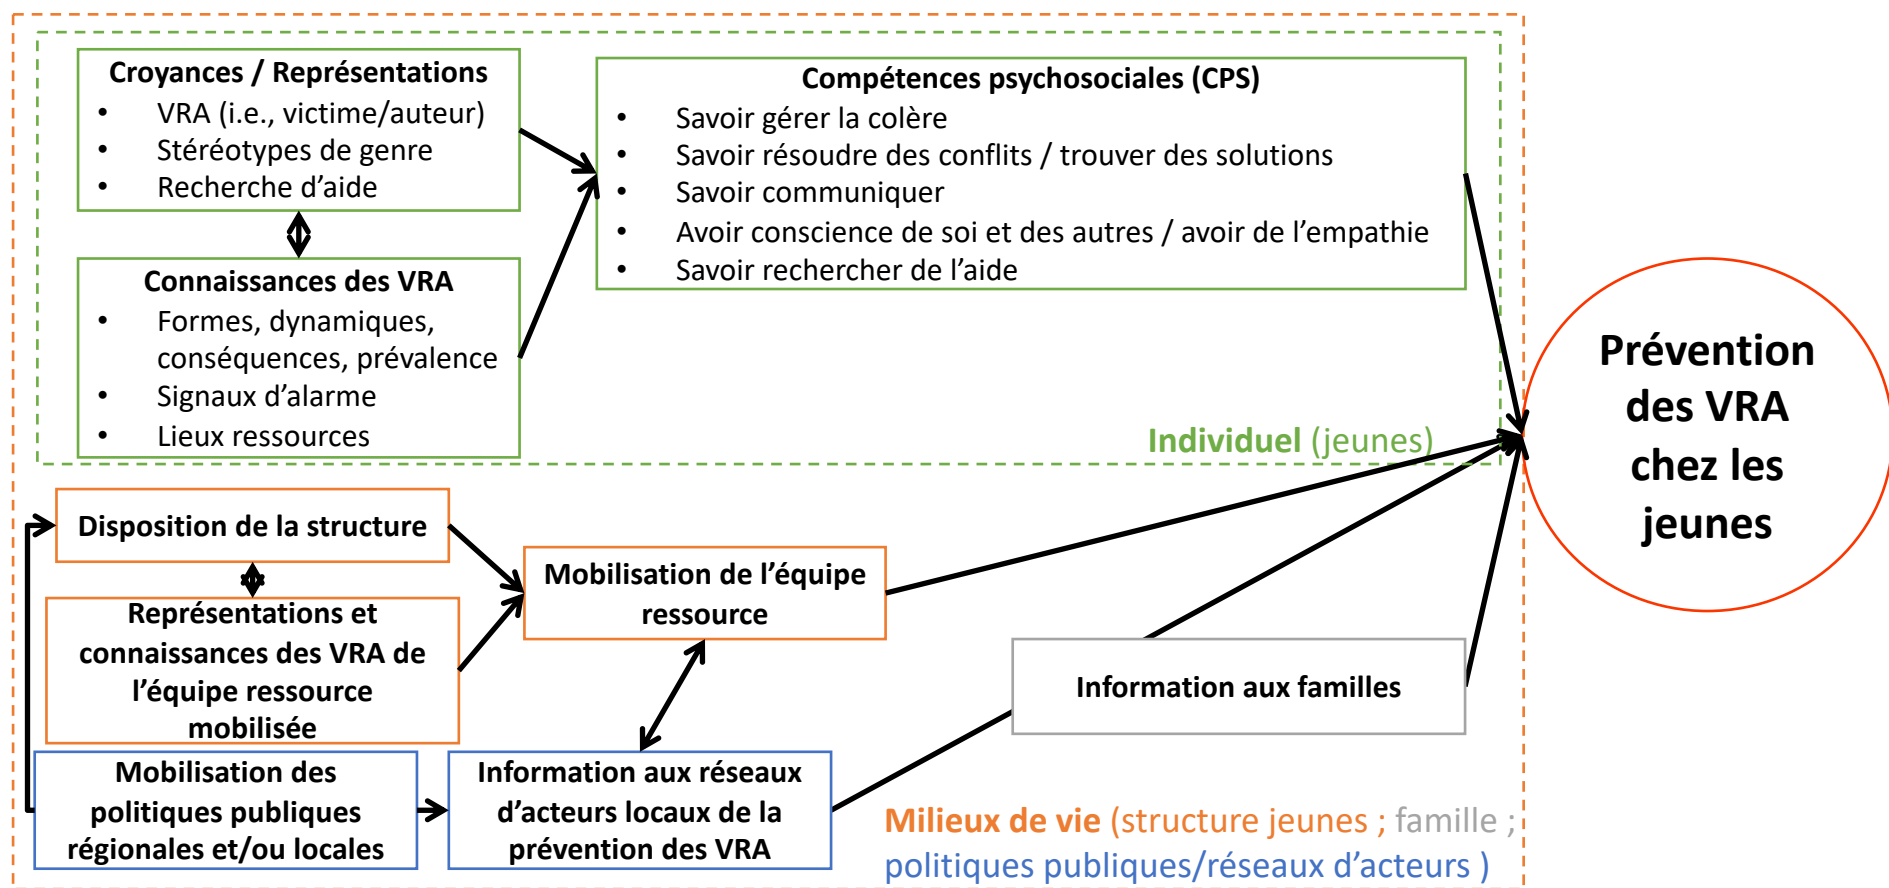 Croyances / Représentations
• VRA (i.e., victime/auteur)
• Stéréotypes de genre
• Recherche d’aide
Compétences psychosociales (CPS)
• Savoir gérer la colère
• Savoir résoudre des conflits / trouver des solutions
• Savoir communiquer
• Avoir conscience de soi et des autres / avoir de l’empathie
• Savoir rechercher de l’aide
Connaissances des VRA
• Formes, dynamiques,
conséquences, prévalence
• Signaux d’alarme
• Lieux ressources
Individuel (jeunes)
Prévention
des VRA
chez les
jeunes
Disposition de la structure
Mobilisation de l’équipe
ressource
Représentations et
connaissances des VRA de
l’équipe ressource
mobilisée
Information aux familles
Mobilisation des
politiques publiques
régionales et/ou locales
Information aux réseaux
d’acteurs locaux de la
prévention des VRA
Milieux de vie (structure jeunes ; famille ;
politiques publiques/réseaux d’acteurs )